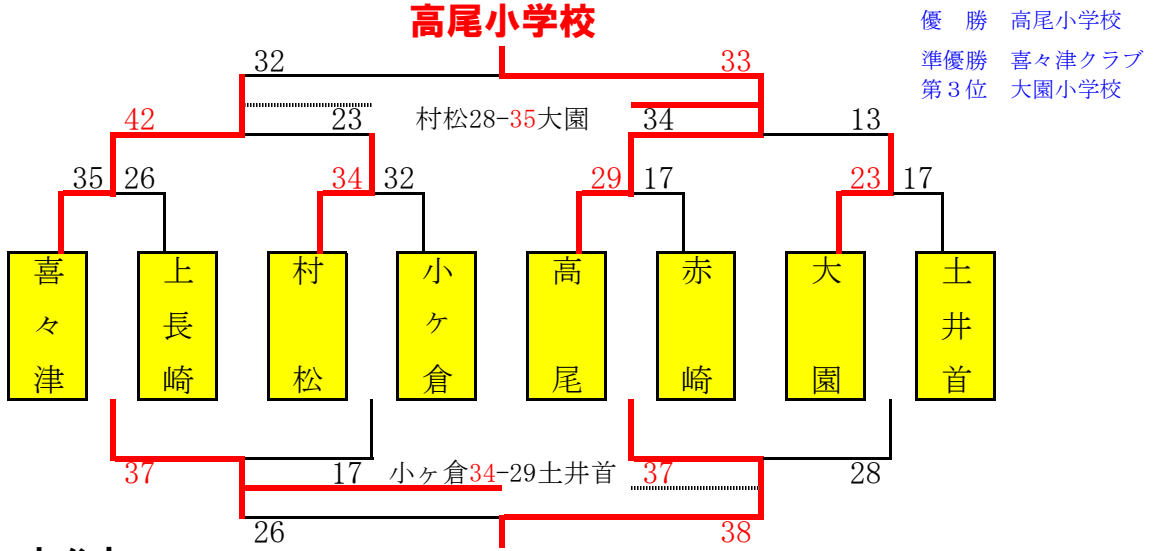 高尾小学校
優　勝　高尾小学校
準優勝　喜々津クラブ
第３位　大園小学校
32
33
42
23
村松28-35大園
34
13
35
26
34
32
29
17
23
17
喜々津
上長崎
村松
小ケ倉
高尾
赤崎
大園
土井首
37
17
小ヶ倉34-29土井首
37
28
26
38